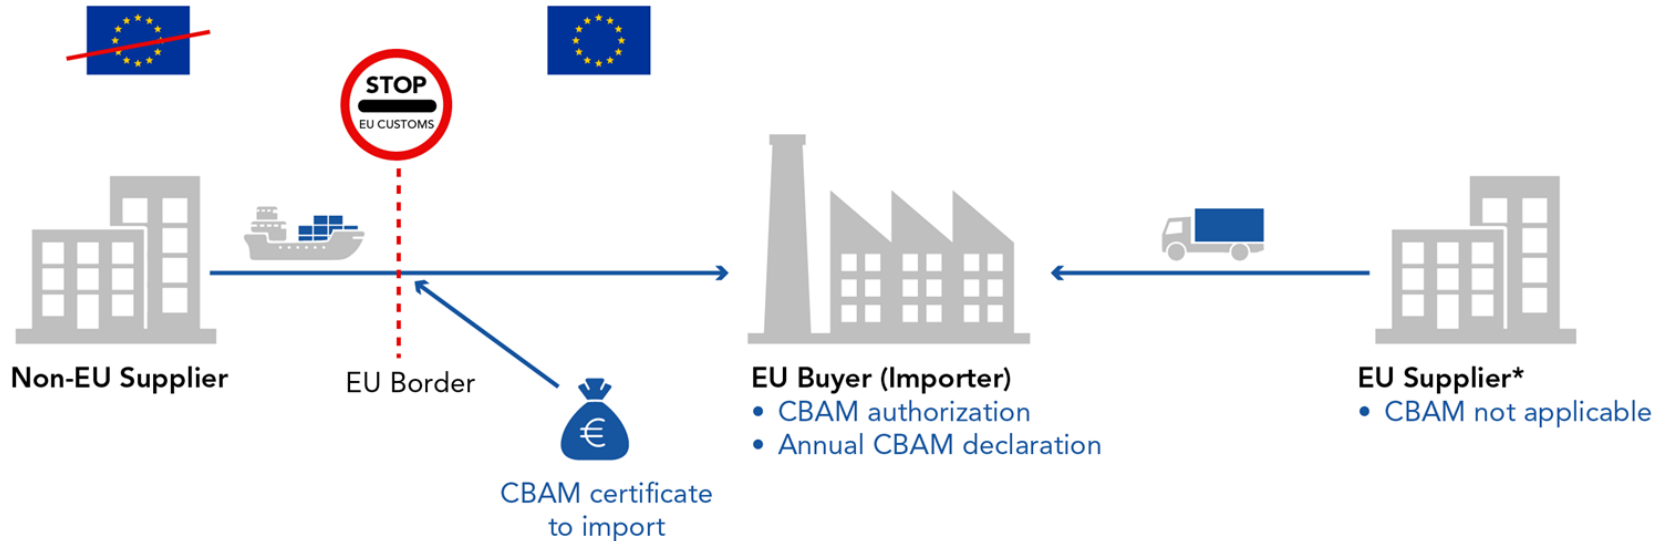 STOP
EU CUSTOMS
Non-EU Supplier
EU Border
€
CBAM certificate
to import
EU Buyer (Importer)
• CBAM authorization
• Annual CBAM declaration
EU Supplier*
• CBAM not applicable